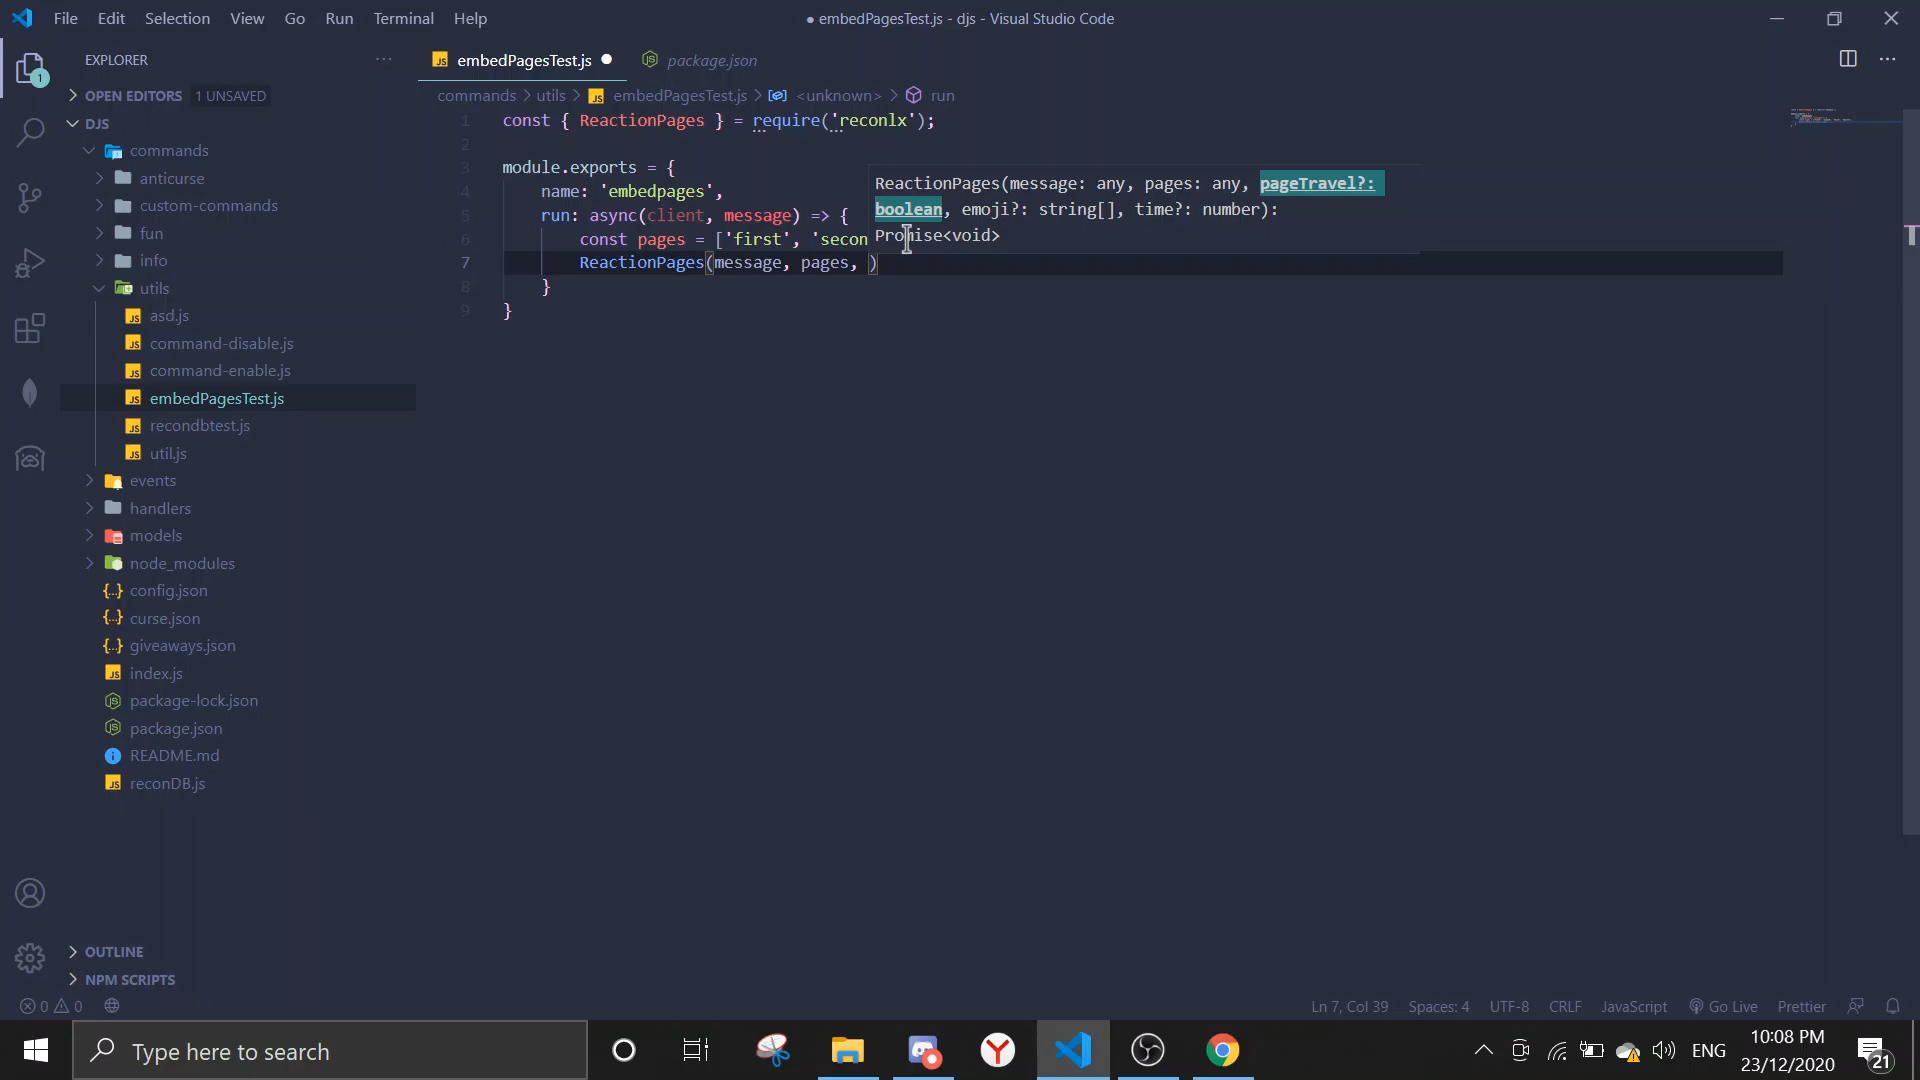 File Edit Selection View Go Run Terminal Help
● embedPagesTest.js - djs - Visual Studio Code
EXPLORER
1
OPEN EDITORS 1 UNSAVED
DJS
commands
anticurse
custom-commands
fun
info
utils
asd.js
command-disable.js
command-enable.js
embedPagesTest.js
recondbtest.js
util.js
events
handlers
models
node_modules
config.json
curse.json
giveaways.json
index.js
package-lock.json
package.json
README.md
reconDB.js
OUTLINE
NPM SCRIPTS
embedPagesTest.js ● package.json
commands > utils > embedPagesTest.js > <unknown> > run
1 const { ReactionPages } = require('reconlx');
2
3 module.exports = {
4 name: 'embedpages',
5 run: async(client, message) => {
6 const pages = ['first', 'secon
7 ReactionPages(message, pages, )
8 }
9 }
ReactionPages(message: any, pages: any, pageTravel?:
boolean, emoji?: string[], time?: number):
Promise<void>
0 0
Ln 7, Col 39 Spaces: 4 UTF-8 CRLF JavaScript Go Live Prettier
Type here to search
ENG
10:08 PM
23/12/2020
21